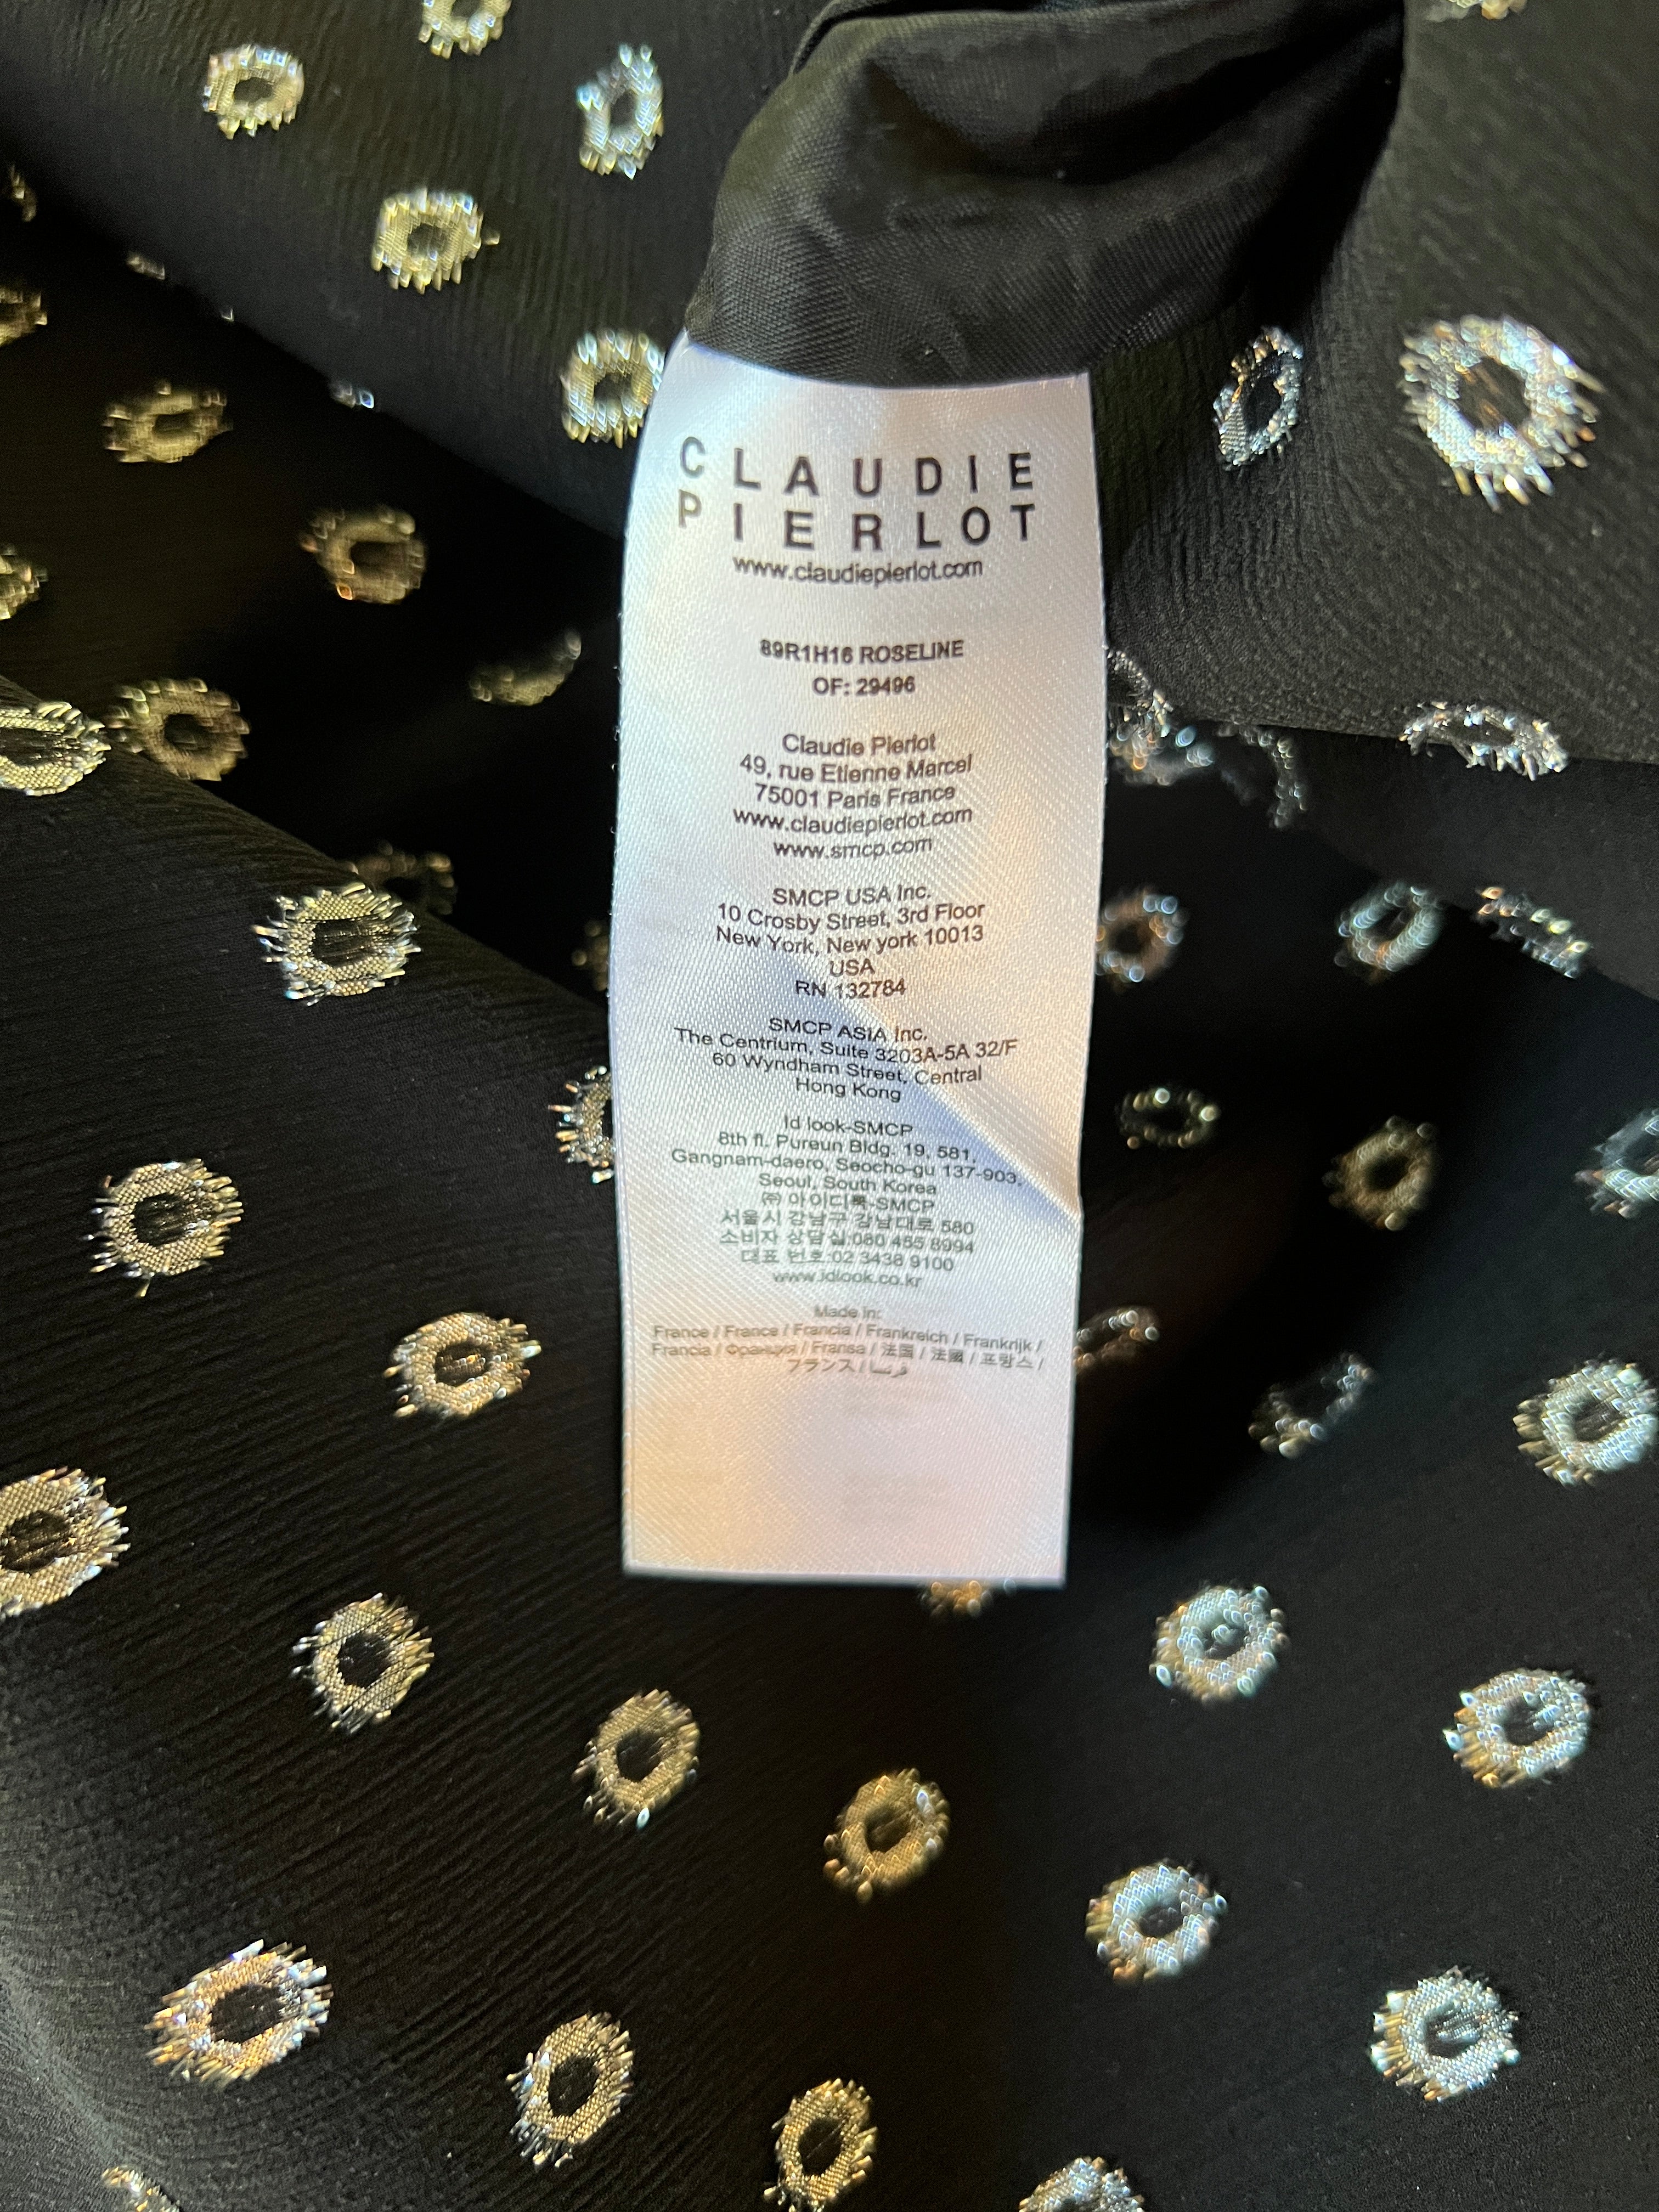 CLAUDIE
PIERLOT
www.claudiepierlot.com
89R1H16 ROSELINE
OF: 29496
Claudie Pierlot
49, rue Etienne Marcel
75001 Paris France
www.claudiepierlot.com
www.smcp.com
SMCP USA Inc.
10 Crosby Street, 3rd Floor
New York, New york 10013
USA
RN 132784
SMCP ASIA Inc.
The Centrium, Suite 3203A-5A 32/F
60 Wyndham Street, Central
Hong Kong
Id look-SMCP
8th fl. Pureun Bldg. 19, 581,
Gangnam-daero, Seocho-gu 137-903,
Seoul, South Korea
㈜ 아이디룩-SMCP
서울시 강남구 강남대로 580
소비자 상담실:080 455 8994
대표 번호:02 3438 9100
www.idlook.co.kr
Made in:
France / France / Francia / Frankreich / Frankrijk /
Francia / Франция / Fransa / 法国 / 法國 / 프랑스 /
フランス / فرنسا